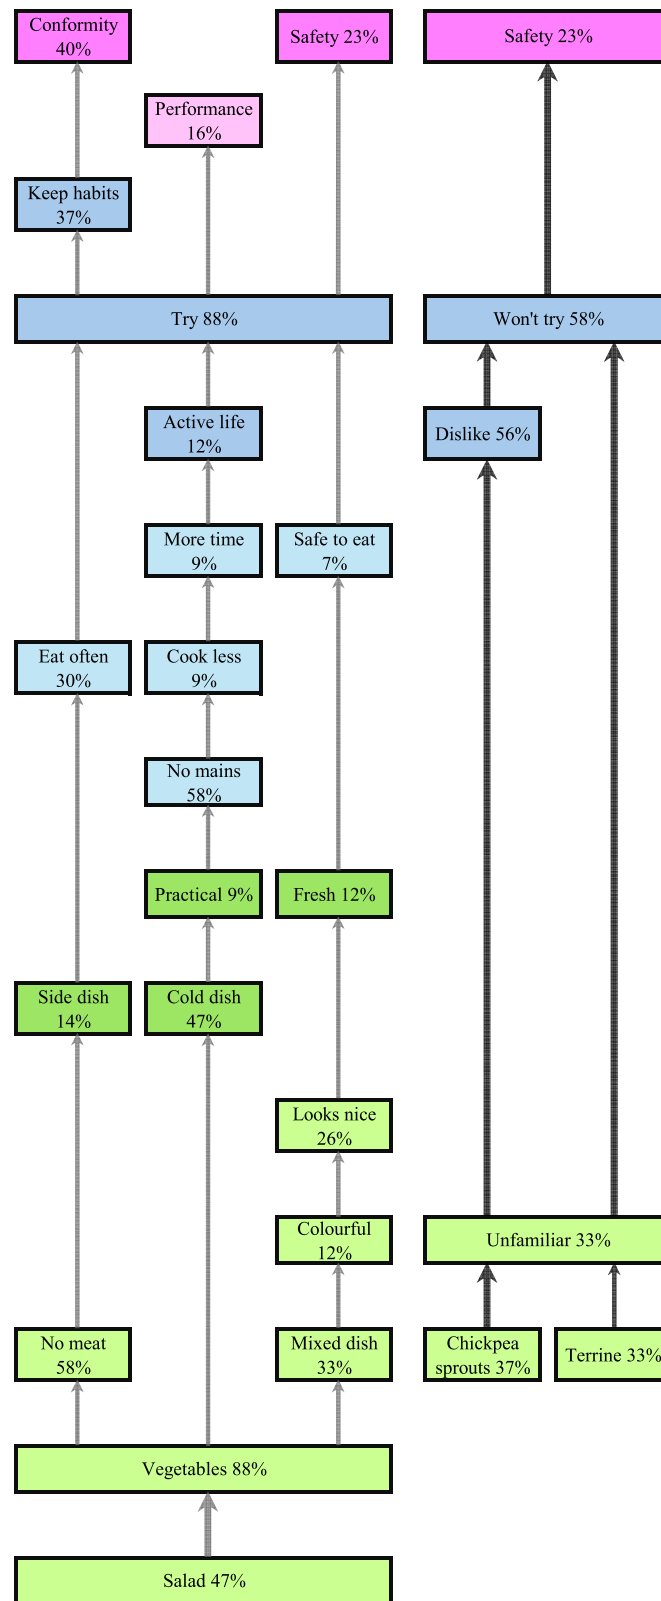 Conformity
40%
Safety 23%
Safety 23%
Performance
16%
Keep habits
37%
Try 88%
Won't try 58%
Active life
12%
Dislike 56%
More time
9%
Safe to eat
7%
Eat often
30%
Cook less
9%
No mains
58%
Practical 9%
Fresh 12%
Side dish
14%
Cold dish
47%
Looks nice
26%
Colourful
12%
Unfamiliar 33%
No meat
58%
Mixed dish
33%
Chickpea
sprouts 37%
Terrine 33%
Vegetables 88%
Salad 47%